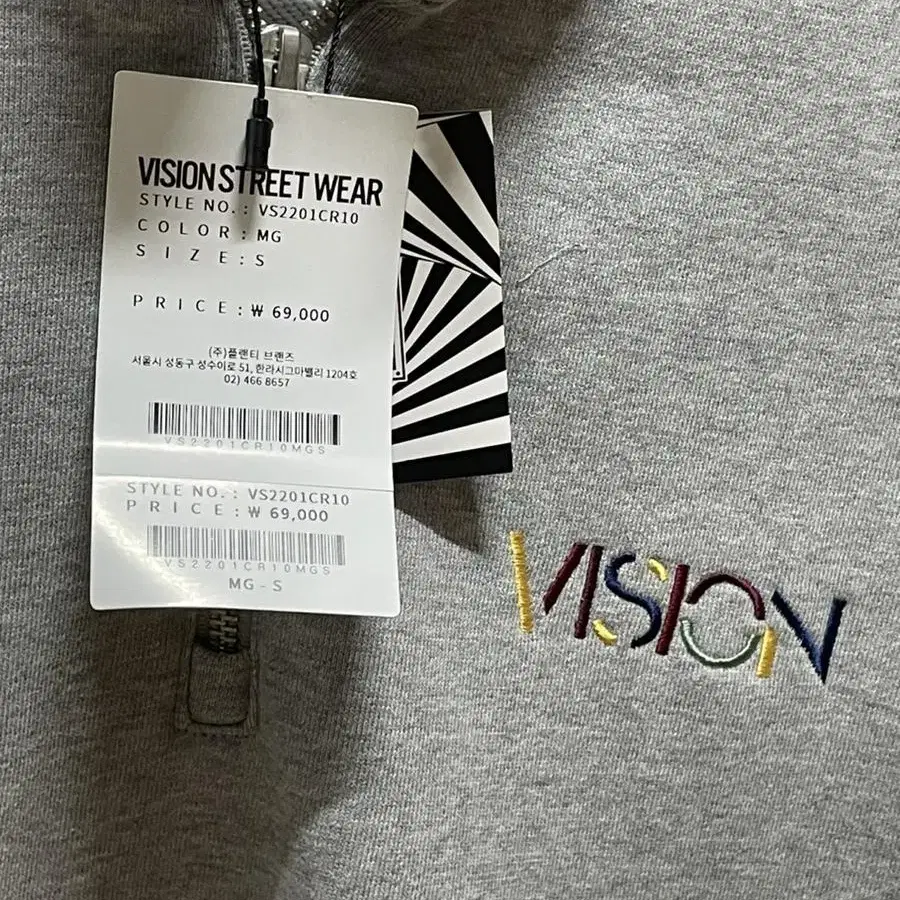 VISION STREET WEAR
STYLE NO. : VS2201CR10
COLOR : MG
SIZE : S
PRICE : ₩ 69,000
(주)플랜티 브랜즈
서울시 성동구 성수이로 51, 한라시그마밸리 1204호
02) 466 8657
VS2201CR10MGS
STYLE NO. : VS2201CR10
PRICE : ₩ 69,000
VS2201CR10MGS
MG - S
VISION